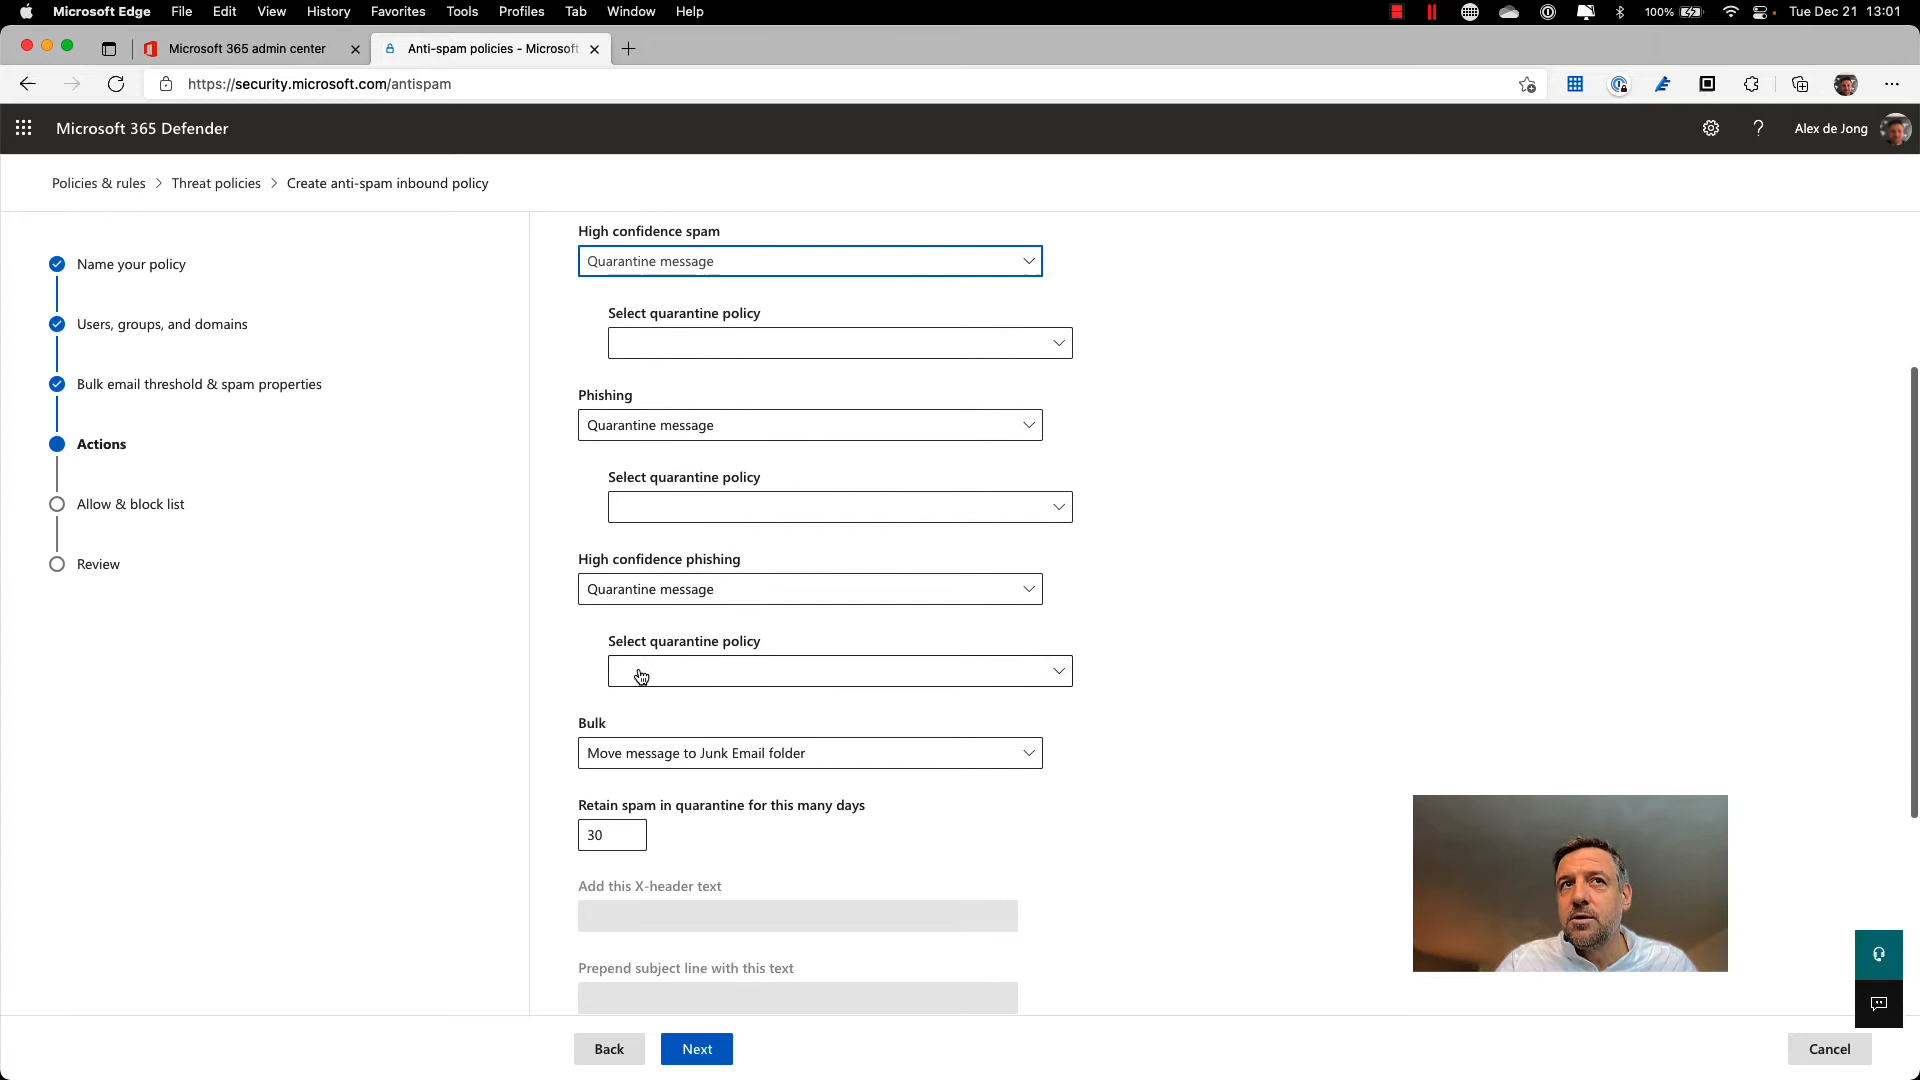 Microsoft Edge File Edit View History Favorites Tools Profiles Tab Window Help 100% Tue Dec 21 13:01
Microsoft 365 admin center Anti-spam policies - Microsoft
https://security.microsoft.com/antispam
Microsoft 365 Defender ? Alex de Jong
Policies & rules > Threat policies > Create anti-spam inbound policy
Name your policy
Users, groups, and domains
Bulk email threshold & spam properties
Actions
Allow & block list
Review
High confidence spam
Quarantine message
Select quarantine policy
Phishing
Quarantine message
Select quarantine policy
High confidence phishing
Quarantine message
Select quarantine policy
Bulk
Move message to Junk Email folder
Retain spam in quarantine for this many days
30
Add this X-header text
Prepend subject line with this text
Back Next Cancel